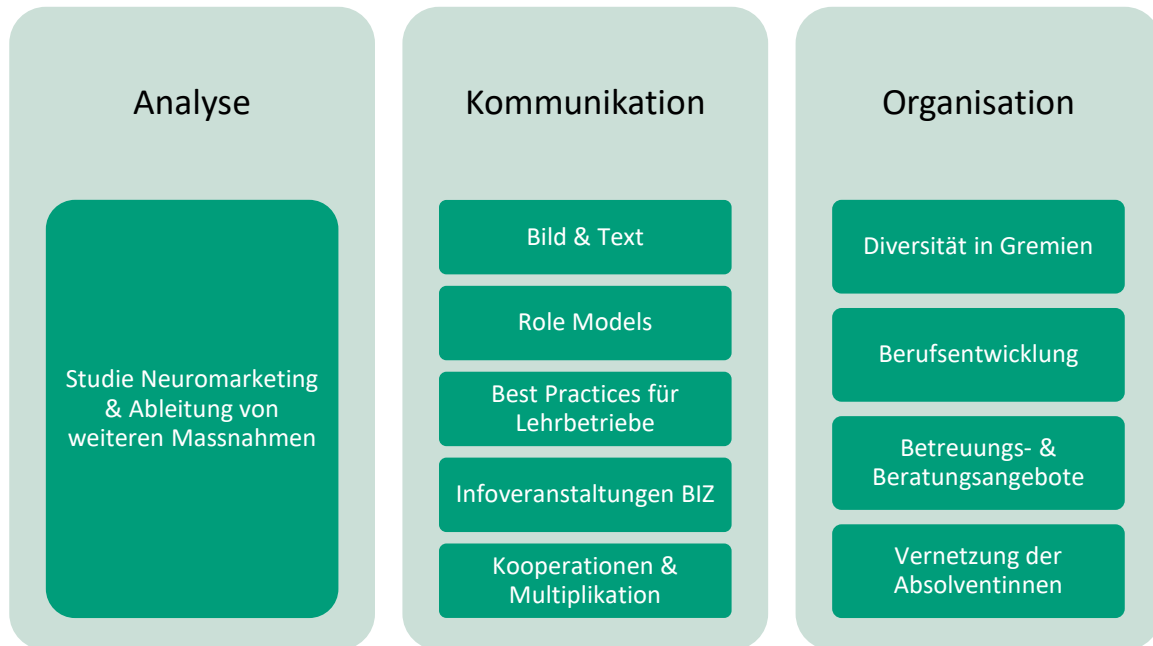 Analyse
Studie Neuromarketing
& Ableitung von
weiteren Massnahmen
Kommunikation
Bild & Text
Role Models
Best Practices für
Lehrbetriebe
Infoveranstaltungen BIZ
Kooperationen &
Multiplikation
Organisation
Diversität in Gremien
Berufsentwicklung
Betreuungs- &
Beratungsangebote
Vernetzung der
Absolventinnen